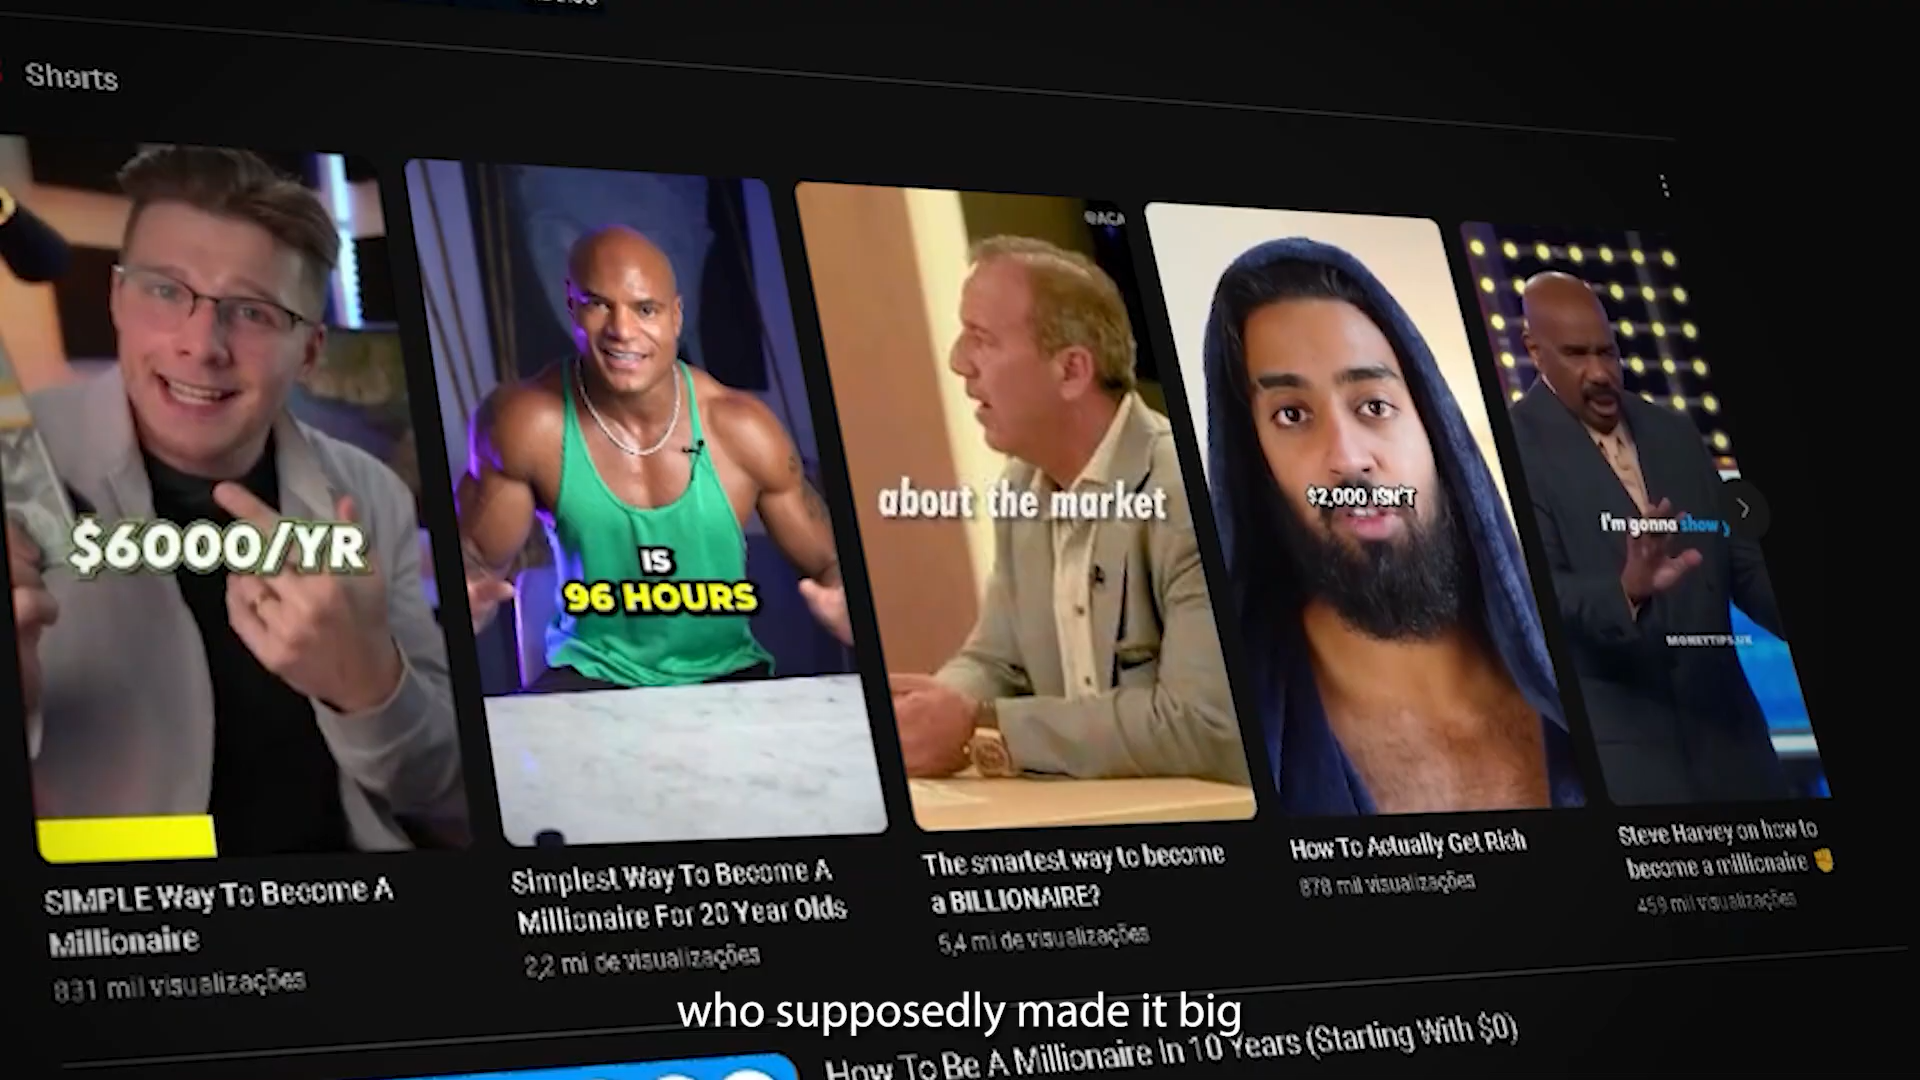 Shorts
@ACA
$6000/YR
IS
96 HOURS
about the market
$2,000 ISN'T
I'm gonna show y
MONEYTIPS.UK
SIMPLE Way To Become A
Millionaire
831 mil visualizações
Simplest Way To Become A
Millionaire For 20 Year Olds
2,2 mi de visualizações
The smartest way to become
a BILLIONAIRE?
5,4 mi de visualizações
How To Actually Get Rich
878 mil visualizações
Steve Harvey on how to
become a millionaire ✊
459 mil visualizações
who supposedly made it big
How To Be A Millionaire In 10 Years (Starting With $0)